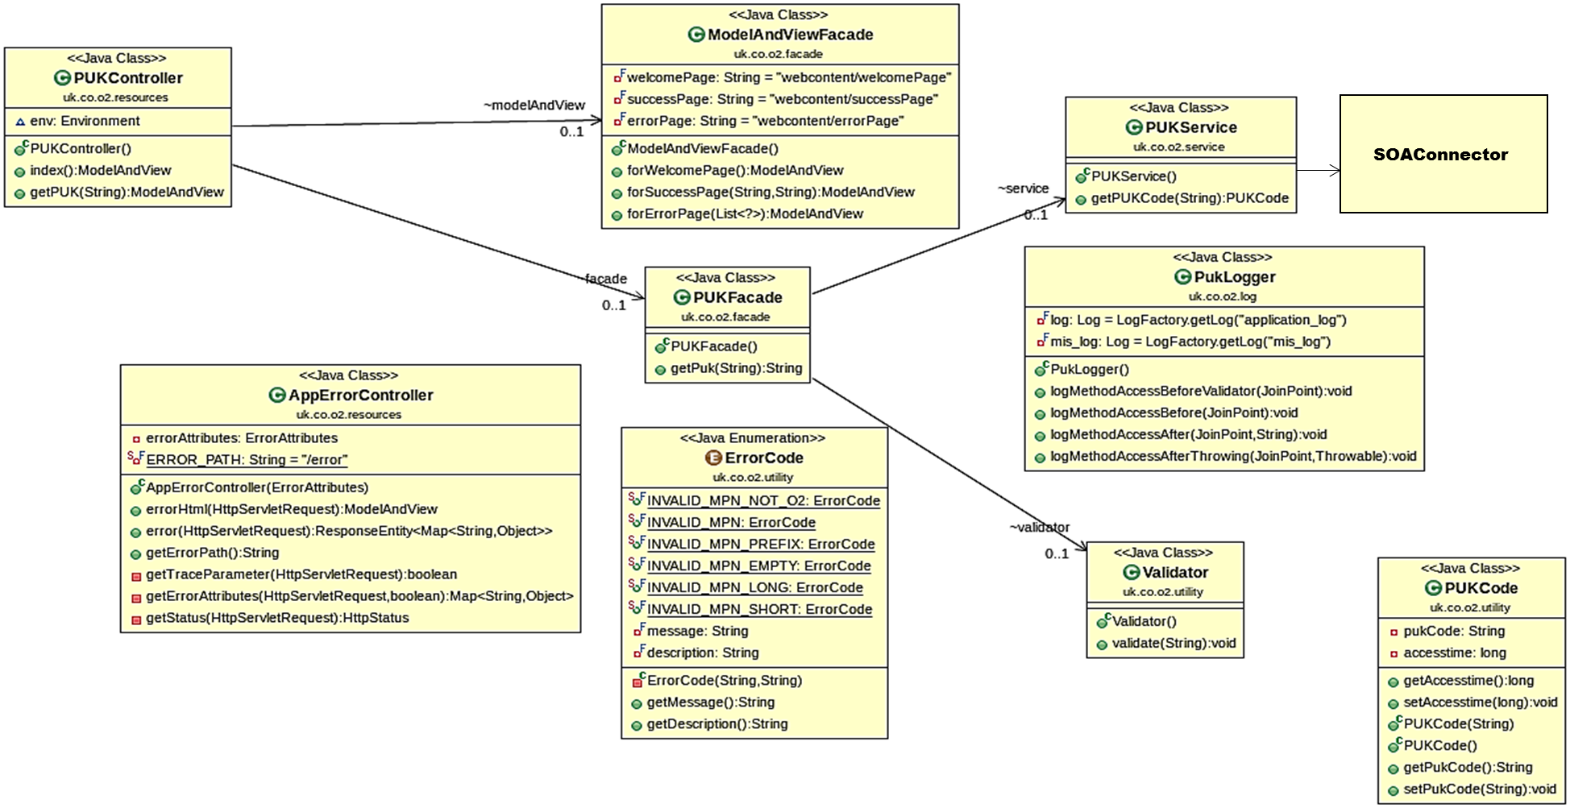 <<Java Class>>
PUKController
uk.co.o2.resources
env: Environment
PUKController()
index():ModelAndView
getPUK(String):ModelAndView
~modelAndView
0..1
<<Java Class>>
ModelAndViewFacade
uk.co.o2.facade
welcomePage: String = "webcontent/welcomePage"
successPage: String = "webcontent/successPage"
errorPage: String = "webcontent/errorPage"
ModelAndViewFacade()
forWelcomePage():ModelAndView
forSuccessPage(String,String):ModelAndView
forErrorPage(List<?>):ModelAndView
<<Java Class>>
PUKService
uk.co.o2.service
PUKService()
getPUKCode(String):PUKCode
SOAConnector
~service
0..1
facade
0..1
<<Java Class>>
PUKFacade
uk.co.o2.facade
PUKFacade()
getPuk(String):String
<<Java Class>>
PukLogger
uk.co.o2.log
log: Log = LogFactory.getLog("application_log")
mis_log: Log = LogFactory.getLog("mis_log")
PukLogger()
logMethodAccessBeforeValidator(JoinPoint):void
logMethodAccessBefore(JoinPoint):void
logMethodAccessAfter(JoinPoint,String):void
logMethodAccessAfterThrowing(JoinPoint,Throwable):void
<<Java Class>>
AppErrorController
uk.co.o2.resources
errorAttributes: ErrorAttributes
ERROR_PATH: String = "/error"
AppErrorController(ErrorAttributes)
errorHtml(HttpServletRequest):ModelAndView
error(HttpServletRequest):ResponseEntity<Map<String,Object>>
getErrorPath():String
getTraceParameter(HttpServletRequest):boolean
getErrorAttributes(HttpServletRequest,boolean):Map<String,Object>
getStatus(HttpServletRequest):HttpStatus
<<Java Enumeration>>
ErrorCode
uk.co.o2.utility
INVALID_MPN_NOT_O2: ErrorCode
INVALID_MPN: ErrorCode
INVALID_MPN_PREFIX: ErrorCode
INVALID_MPN_EMPTY: ErrorCode
INVALID_MPN_LONG: ErrorCode
INVALID_MPN_SHORT: ErrorCode
message: String
description: String
ErrorCode(String,String)
getMessage():String
getDescription():String
~validator
0..1
<<Java Class>>
Validator
uk.co.o2.utility
Validator()
validate(String):void
<<Java Class>>
PUKCode
uk.co.o2.utility
pukCode: String
accesstime: long
getAccesstime():long
setAccesstime(long):void
PUKCode(String)
PUKCode()
getPukCode():String
setPukCode(String):void